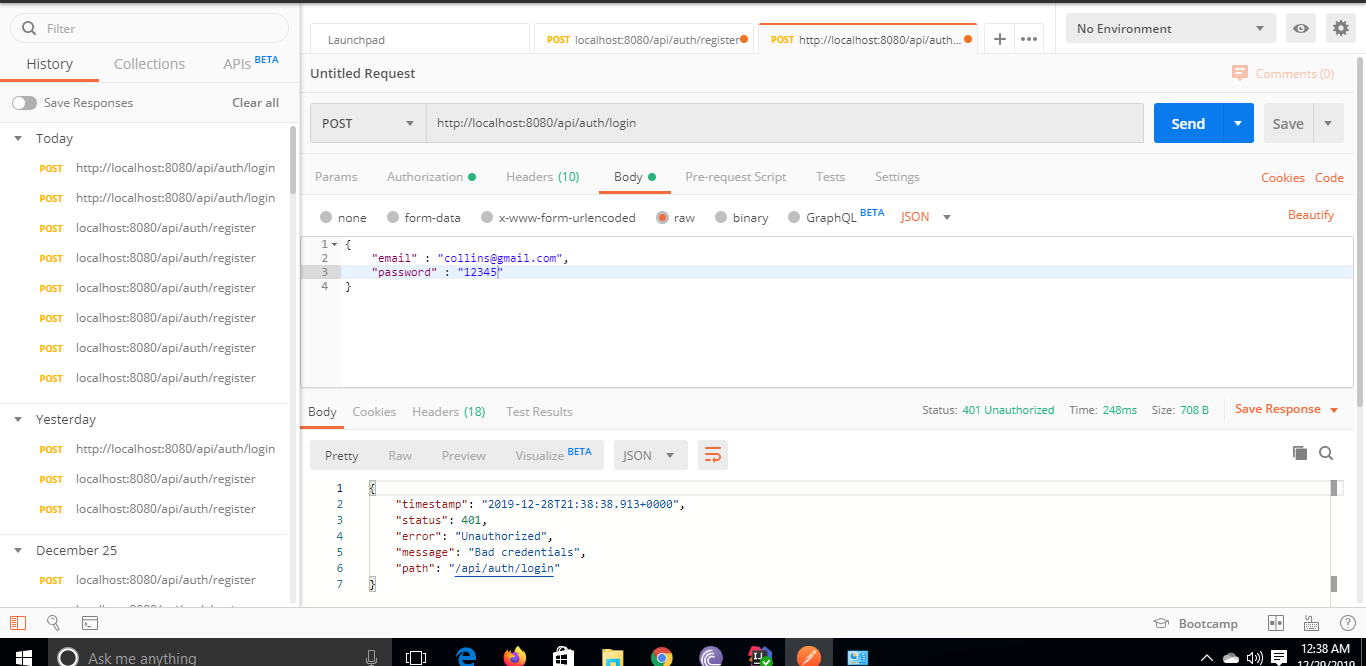 Filter
History Collections APIs BETA
Save Responses Clear all
Today
POST http://localhost:8080/api/auth/login
POST http://localhost:8080/api/auth/login
POST localhost:8080/api/auth/register
POST localhost:8080/api/auth/register
POST localhost:8080/api/auth/register
POST localhost:8080/api/auth/register
POST localhost:8080/api/auth/register
POST localhost:8080/api/auth/register
Yesterday
POST http://localhost:8080/api/auth/login
POST localhost:8080/api/auth/register
POST localhost:8080/api/auth/register
December 25
POST localhost:8080/api/auth/register
Launchpad POST localhost:8080/api/auth/register POST http://localhost:8080/api/auth... No Environment
Untitled Request Comments (0)
POST http://localhost:8080/api/auth/login Send Save
Params Authorization Headers (10) Body Pre-request Script Tests Settings Cookies Code
none form-data x-www-form-urlencoded raw binary GraphQL BETA JSON Beautify
1 {
2 "email" : "collins@gmail.com",
3 "password" : "12345"
4 }
Body Cookies Headers (18) Test Results Status: 401 Unauthorized Time: 248ms Size: 708 B Save Response
Pretty Raw Preview Visualize BETA JSON
1 {
2 "timestamp": "2019-12-28T21:38:38.913+0000",
3 "status": 401,
4 "error": "Unauthorized",
5 "message": "Bad credentials",
6 "path": "/api/auth/login"
7 }
Bootcamp
Ask me anything 12:38 AM